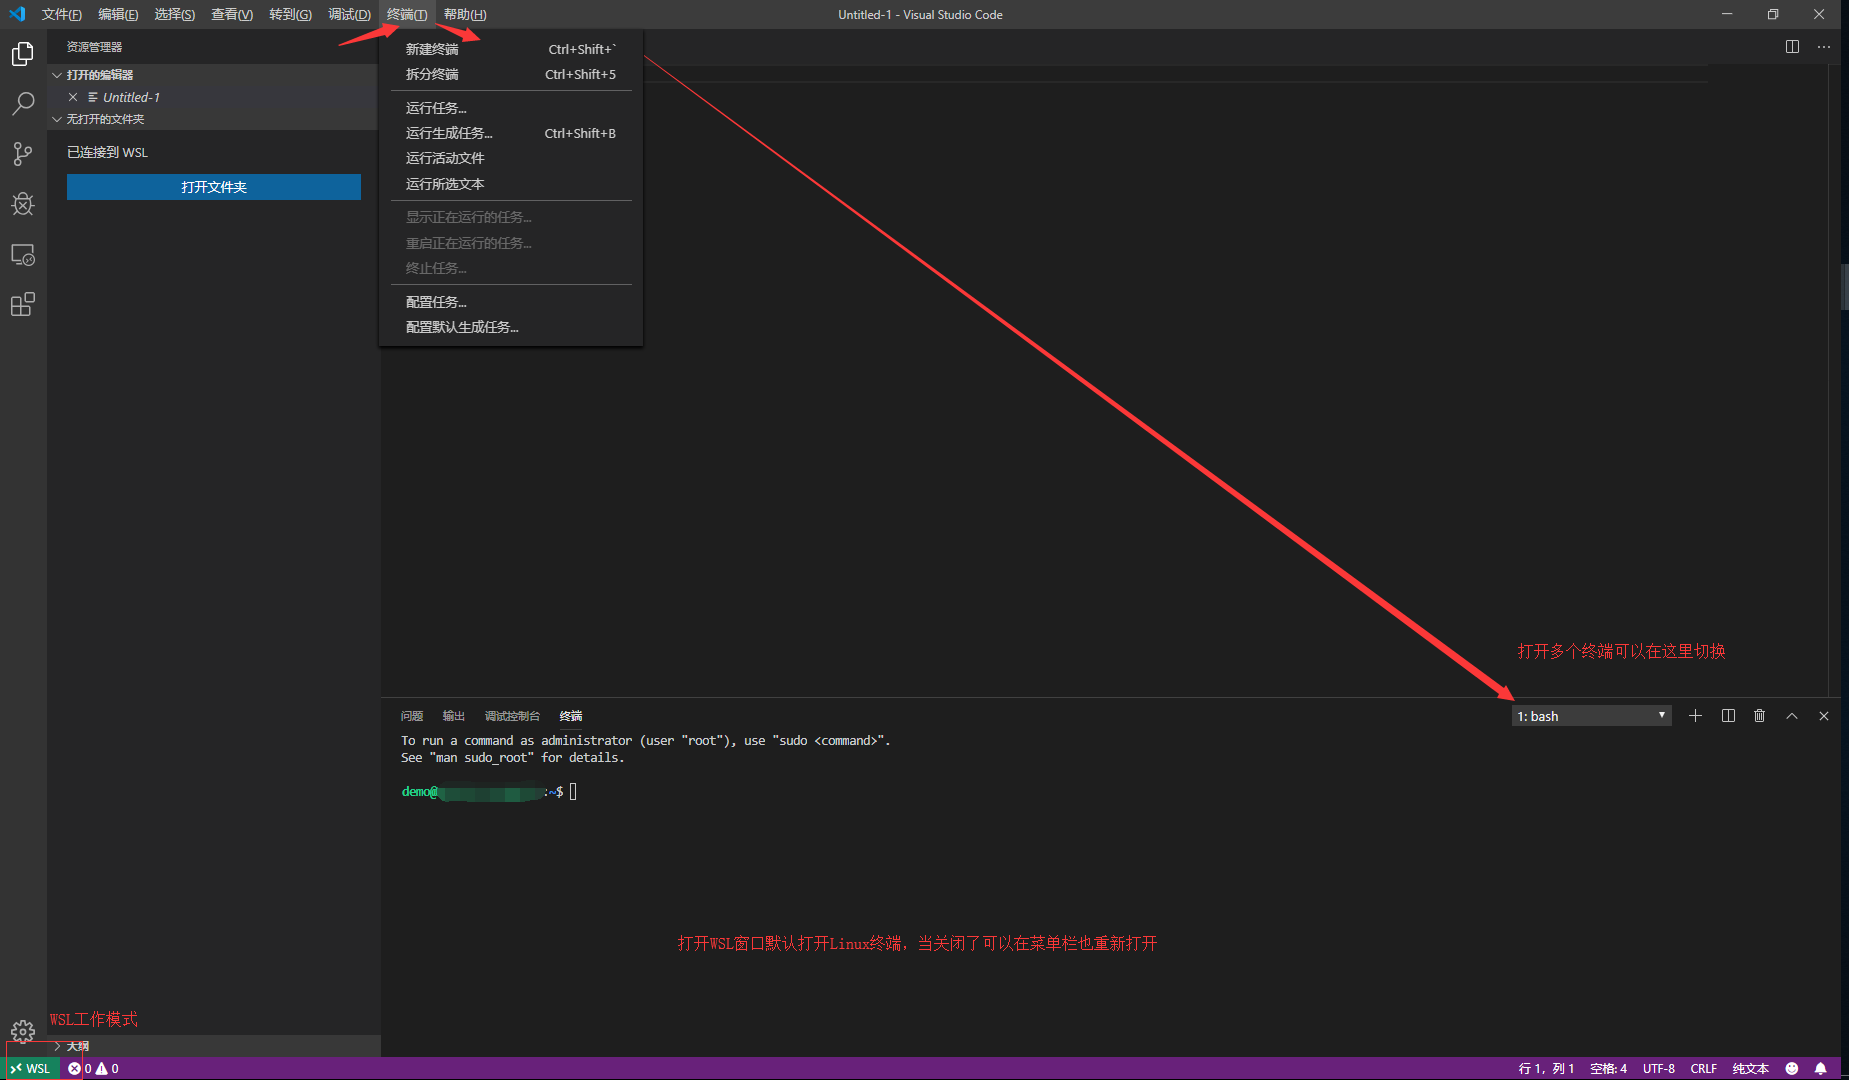 文件(F) 编辑(E) 选择(S) 查看(V) 转到(G) 调试(D) 终端(T) 帮助(H)
Untitled-1 - Visual Studio Code
资源管理器
打开的编辑器
Untitled-1
无打开的文件夹
已连接到 WSL
打开文件夹
新建终端 Ctrl+Shift+`
拆分终端 Ctrl+Shift+5
运行任务...
运行生成任务... Ctrl+Shift+B
运行活动文件
运行所选文本
显示正在运行的任务...
重启正在运行的任务...
终止任务...
配置任务...
配置默认生成任务...
打开多个终端可以在这里切换
问题 输出 调试控制台 终端
1: bash
To run a command as administrator (user "root"), use "sudo <command>".
See "man sudo_root" for details.
demo@ :~$
打开WSL窗口默认打开Linux终端，当关闭了可以在菜单栏也重新打开
WSL工作模式
大纲
WSL 0 0
行 1，列 1 空格: 4 UTF-8 CRLF 纯文本